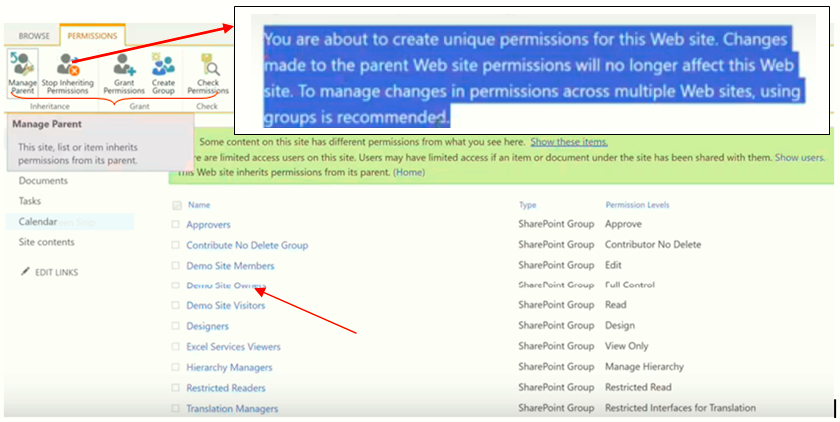 BROWSE PERMISSIONS
Manage Parent Stop Inheriting Permissions Grant Permissions Create Group Check Permissions
Inheritance Grant Check
You are about to create unique permissions for this Web site. Changes
made to the parent Web site permissions will no longer affect this Web
site. To manage changes in permissions across multiple Web sites, using
groups is recommended.
Manage Parent
This site, list or item inherits
permissions from its parent.
Some content on this site has different permissions from what you see here. Show these items.
are limited access users on this site. Users may have limited access if an item or document under the site has been shared with them. Show users.
This Web site inherits permissions from its parent. (Home)
Documents
Tasks
Calendar
Site contents
EDIT LINKS
Name Type Permission Levels
Approvers SharePoint Group Approve
Contribute No Delete Group SharePoint Group Contributor No Delete
Demo Site Members SharePoint Group Edit
Demo Site Owners SharePoint Group Full Control
Demo Site Visitors SharePoint Group Read
Designers SharePoint Group Design
Excel Services Viewers SharePoint Group View Only
Hierarchy Managers SharePoint Group Manage Hierarchy
Restricted Readers SharePoint Group Restricted Read
Translation Managers SharePoint Group Restricted Interfaces for Translation